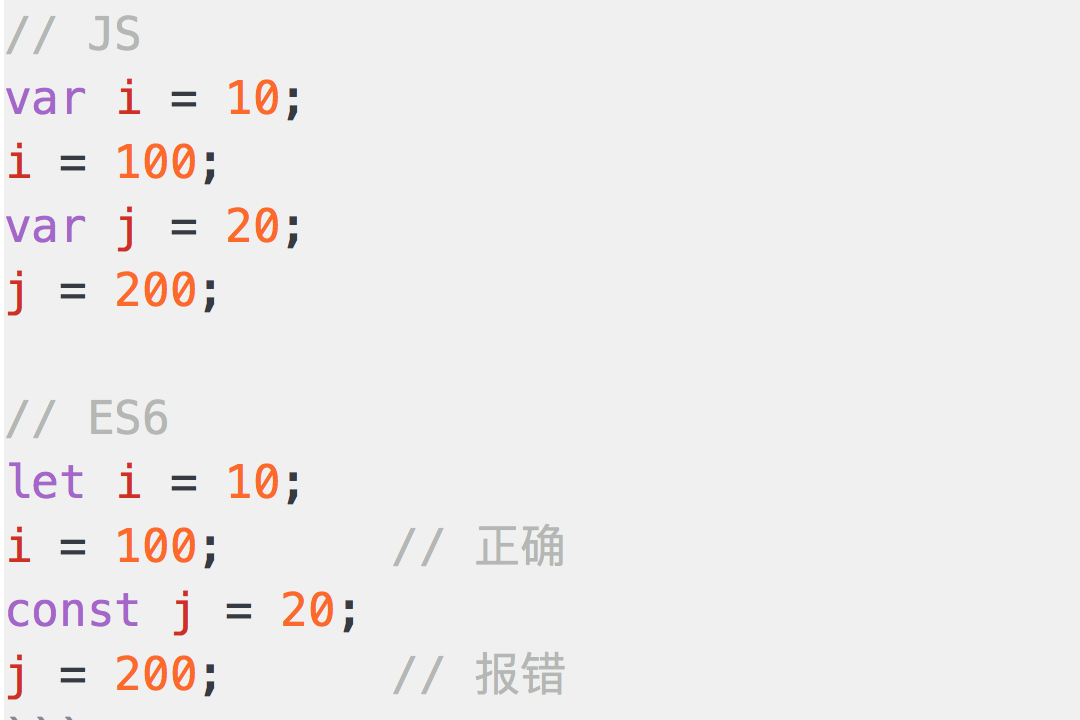 // JS
var i = 10;
i = 100;
var j = 20;
j = 200;
// ES6
let i = 10;
i = 100; // 正确
const j = 20;
j = 200; // 报错